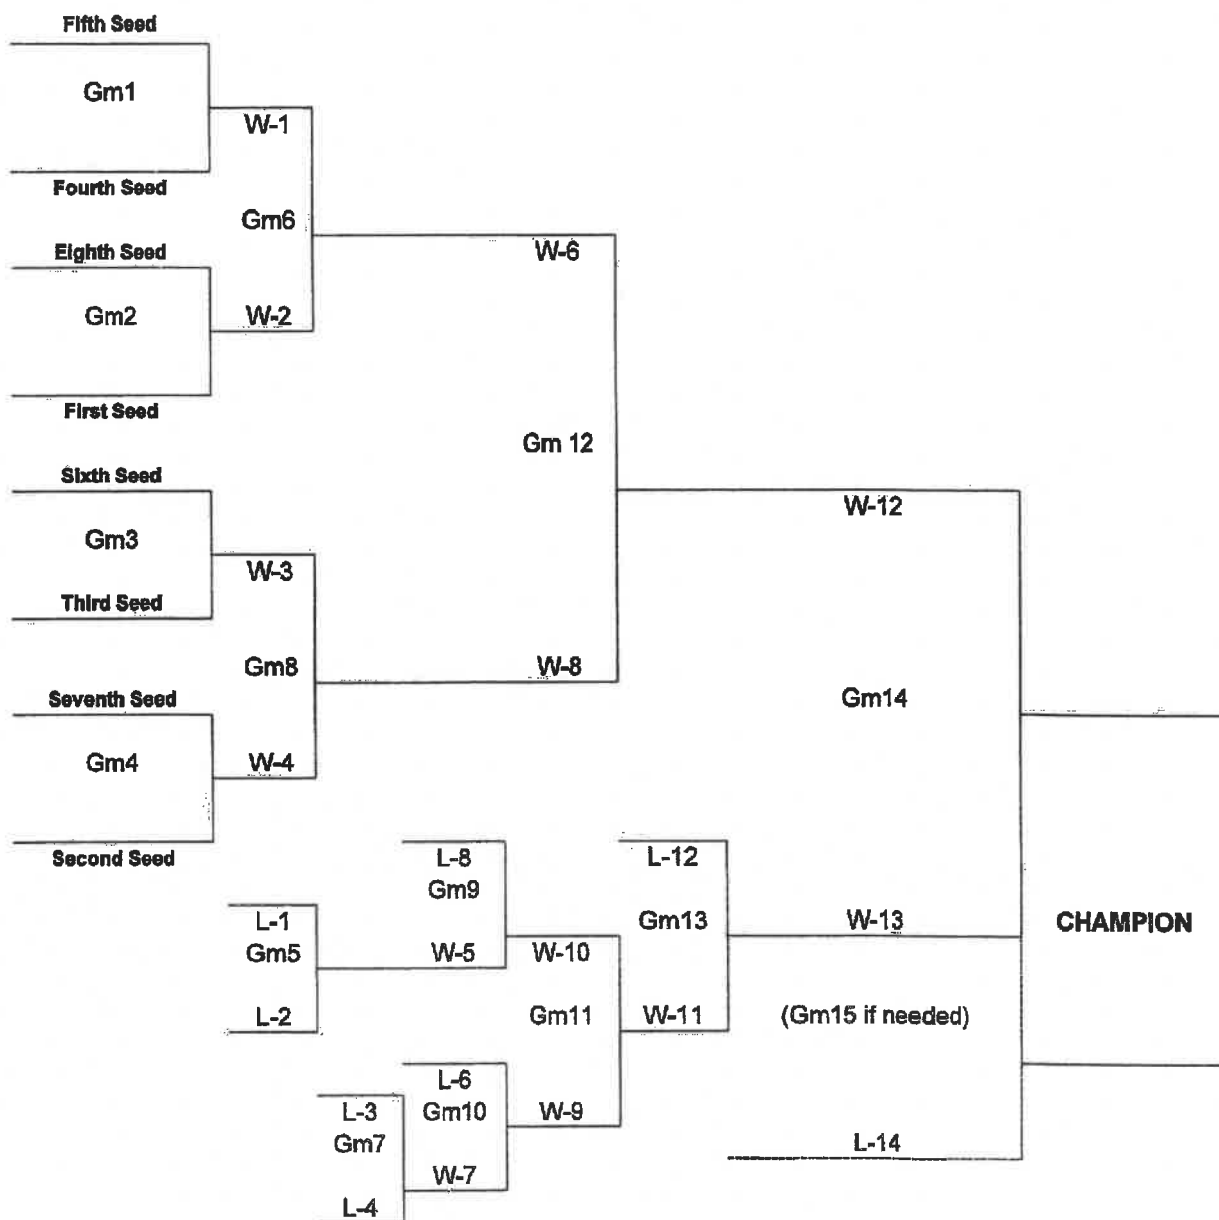 Fifth Seed
Gm1
W-1
Fourth Seed
Gm6
Eighth Seed
W-6
Gm2
W-2
First Seed
Gm 12
Sixth Seed
W-12
Gm3
W-3
Third Seed
Gm8
W-8
Seventh Seed
Gm14
Gm4
W-4
Second Seed
L-8
L-12
Gm9
L-1
Gm13
W-13
CHAMPION
Gm5
W-5
W-10
L-2
Gm11
W-11
(Gm15 if needed)
L-6
L-3
Gm10
W-9
Gm7
L-14
W-7
L-4